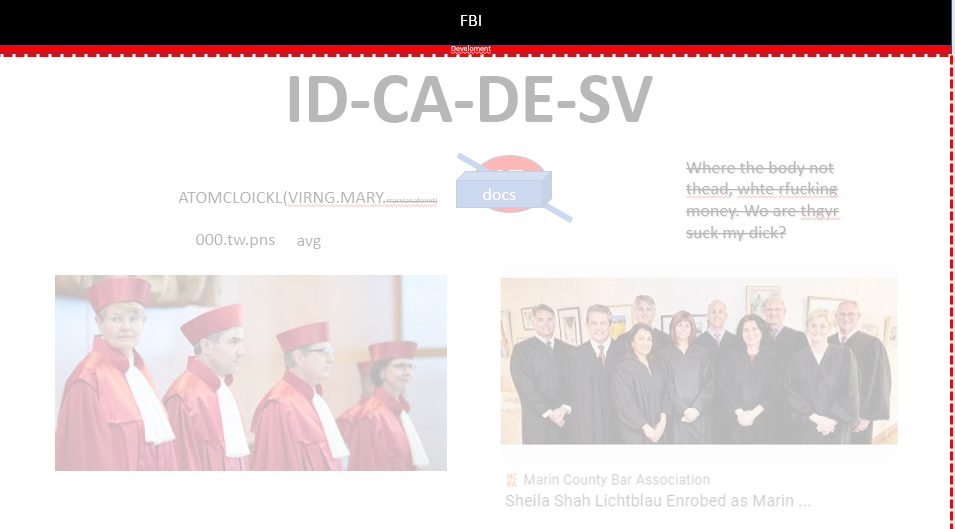 FBI
Develoment
ID-CA-DE-SV
docs
Where the body not
thead, whte rfucking
money. Wo are thgyr
suck my dick?
ATOMCLOICKL(VIRNG.MARY.
000.tw.pns avg
Marin County Bar Association
Sheila Shah Lichtblau Enrobed as Marin ...